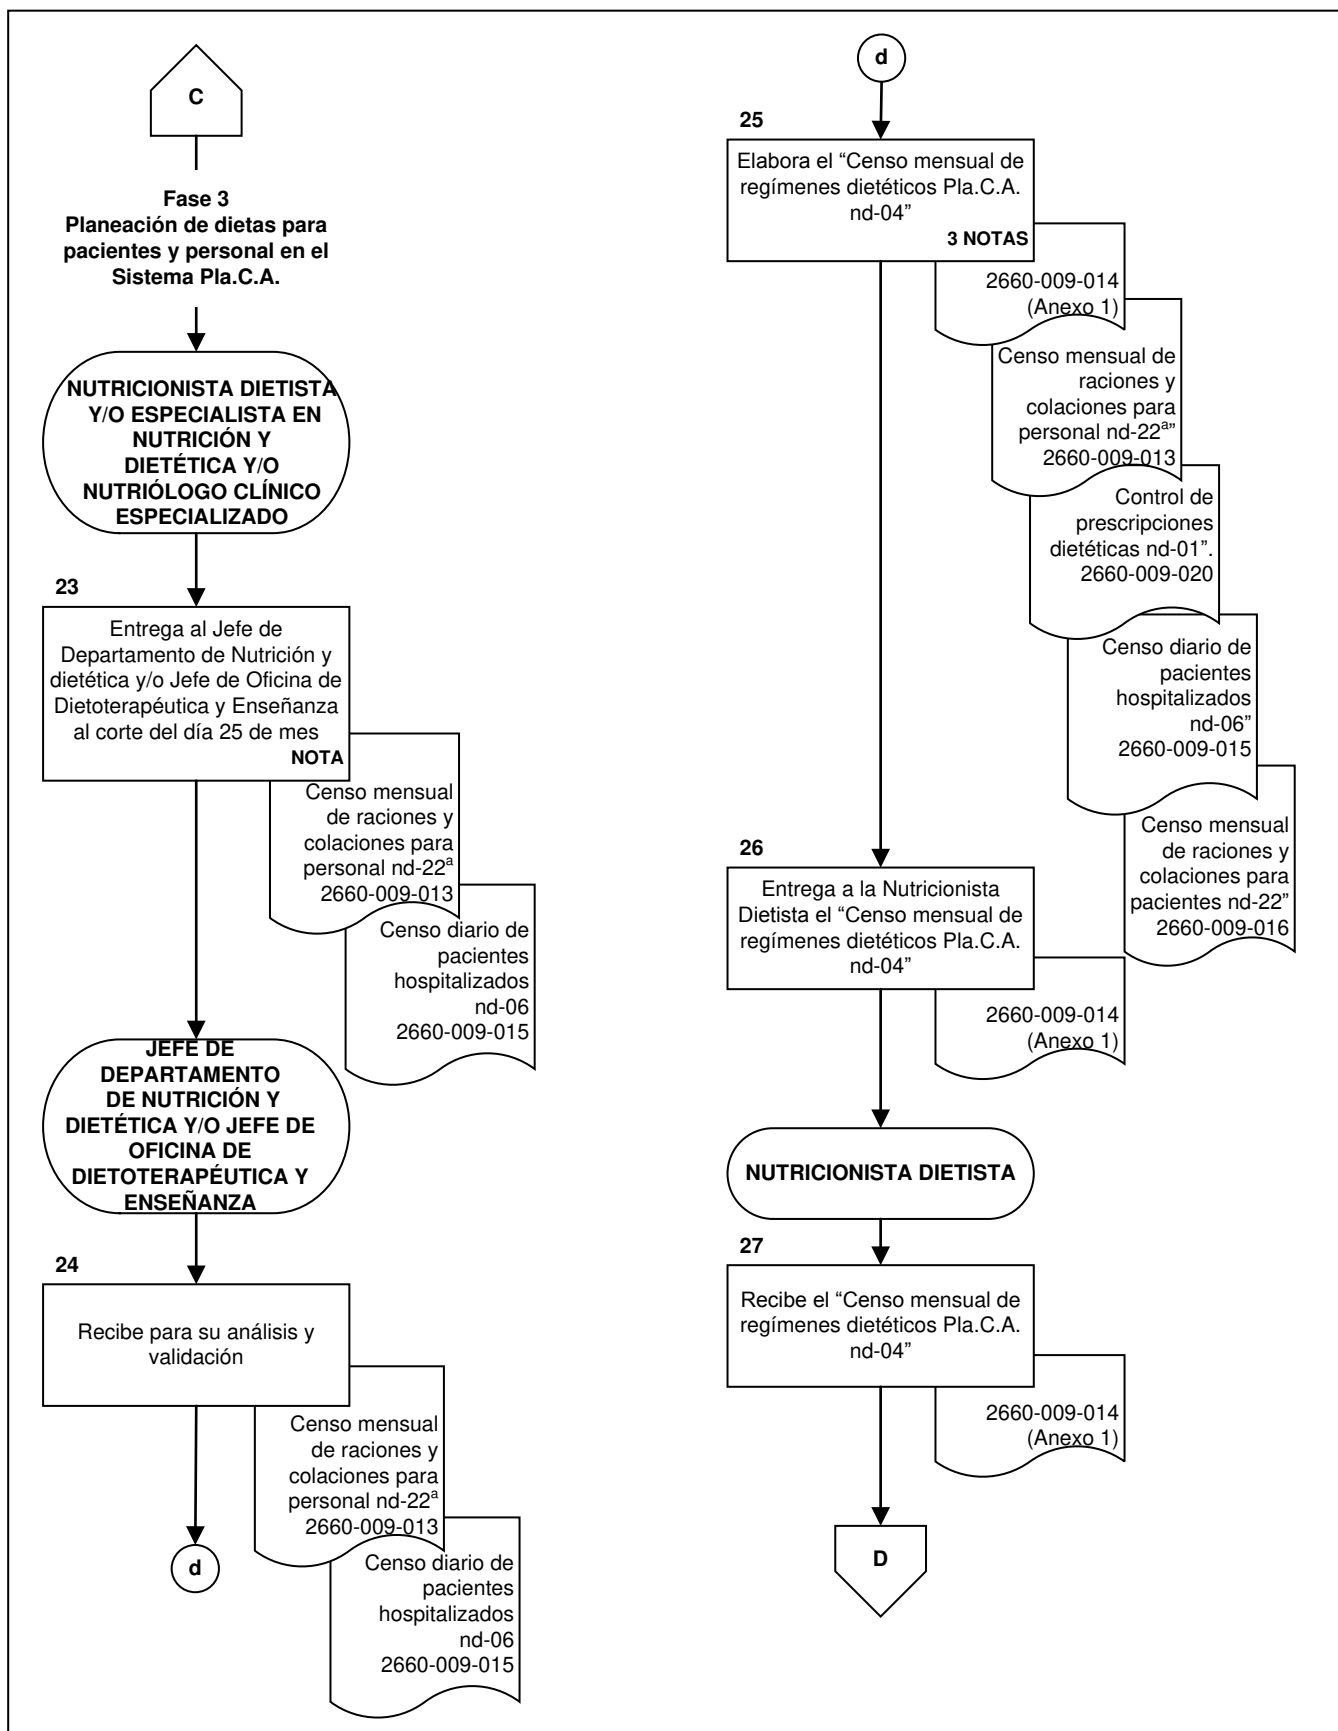 C
Fase 3
Planeación de dietas para
pacientes y personal en el
Sistema Pla.C.A.
NUTRICIONISTA DIETISTA
Y/O ESPECIALISTA EN
NUTRICIÓN Y
DIETÉTICA Y/O
NUTRIÓLOGO CLÍNICO
ESPECIALIZADO
23
Entrega al Jefe de
Departamento de Nutrición y
dietética y/o Jefe de Oficina de
Dietoterapéutica y Enseñanza
al corte del día 25 de mes
NOTA
Censo mensual
de raciones y
colaciones para
personal nd-22ª
2660-009-013
Censo diario de
pacientes
hospitalizados
nd-06
2660-009-015
JEFE DE
DEPARTAMENTO
DE NUTRICIÓN Y
DIETÉTICA Y/O JEFE DE
OFICINA DE
DIETOTERAPÉUTICA Y
ENSEÑANZA
24
Recibe para su análisis y
validación
Censo mensual
de raciones y
colaciones para
personal nd-22ª
2660-009-013
Censo diario de
pacientes
hospitalizados
nd-06
2660-009-015
d
d
25
Elabora el “Censo mensual de
regímenes dietéticos Pla.C.A.
nd-04”
3 NOTAS
2660-009-014
(Anexo 1)
Censo mensual de
raciones y
colaciones para
personal nd-22ª”
2660-009-013
Control de
prescripciones
dietéticas nd-01”.
2660-009-020
Censo diario de
pacientes
hospitalizados
nd-06”
2660-009-015
Censo mensual
de raciones y
colaciones para
pacientes nd-22”
2660-009-016
26
Entrega a la Nutricionista
Dietista el “Censo mensual de
regímenes dietéticos Pla.C.A.
nd-04”
2660-009-014
(Anexo 1)
NUTRICIONISTA DIETISTA
27
Recibe el “Censo mensual de
regímenes dietéticos Pla.C.A.
nd-04”
2660-009-014
(Anexo 1)
D